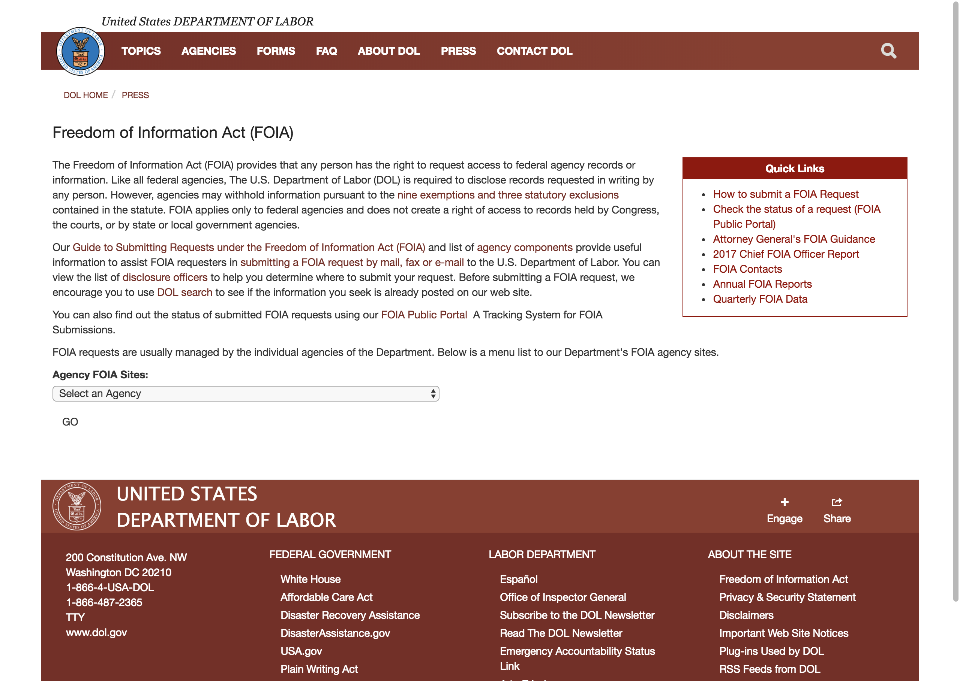 United States DEPARTMENT OF LABOR
TOPICS AGENCIES FORMS FAQ ABOUT DOL PRESS CONTACT DOL
DOL HOME / PRESS
Freedom of Information Act (FOIA)
The Freedom of Information Act (FOIA) provides that any person has the right to request access to federal agency records or
information. Like all federal agencies, The U.S. Department of Labor (DOL) is required to disclose records requested in writing by
any person. However, agencies may withhold information pursuant to the nine exemptions and three statutory exclusions
contained in the statute. FOIA applies only to federal agencies and does not create a right of access to records held by Congress,
the courts, or by state or local government agencies.
Our Guide to Submitting Requests under the Freedom of Information Act (FOIA) and list of agency components provide useful
information to assist FOIA requesters in submitting a FOIA request by mail, fax or e-mail to the U.S. Department of Labor. You can
view the list of disclosure officers to help you determine where to submit your request. Before submitting a FOIA request, we
encourage you to use DOL search to see if the information you seek is already posted on our web site.
You can also find out the status of submitted FOIA requests using our FOIA Public Portal A Tracking System for FOIA
Submissions.
FOIA requests are usually managed by the individual agencies of the Department. Below is a menu list to our Department's FOIA agency sites.
Agency FOIA Sites:
Select an Agency
GO
Quick Links
• How to submit a FOIA Request
• Check the status of a request (FOIA
Public Portal)
• Attorney General's FOIA Guidance
• 2017 Chief FOIA Officer Report
• FOIA Contacts
• Annual FOIA Reports
• Quarterly FOIA Data
UNITED STATES
DEPARTMENT OF LABOR
Engage
Share
200 Constitution Ave. NW
Washington DC 20210
1-866-4-USA-DOL
1-866-487-2365
TTY
www.dol.gov
FEDERAL GOVERNMENT
White House
Affordable Care Act
Disaster Recovery Assistance
DisasterAssistance.gov
USA.gov
Plain Writing Act
LABOR DEPARTMENT
Español
Office of Inspector General
Subscribe to the DOL Newsletter
Read The DOL Newsletter
Emergency Accountability Status
Link
ABOUT THE SITE
Freedom of Information Act
Privacy & Security Statement
Disclaimers
Important Web Site Notices
Plug-ins Used by DOL
RSS Feeds from DOL